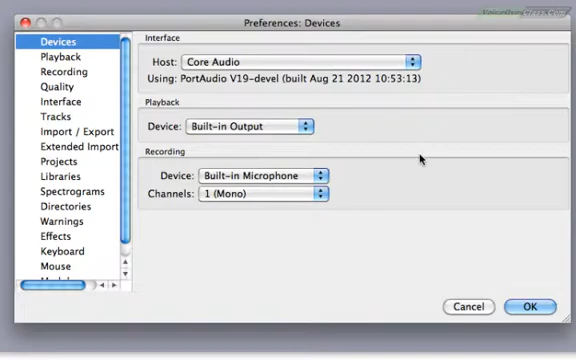 Preferences: Devices
Devices
Playback
Recording
Quality
Interface
Tracks
Import / Export
Extended Import
Projects
Libraries
Spectrograms
Directories
Warnings
Effects
Keyboard
Mouse
Interface
Host: Core Audio
Using: PortAudio V19-devel (built Aug 21 2012 10:53:13)
Playback
Device: Built-in Output
Recording
Device: Built-in Microphone
Channels: 1 (Mono)
Cancel
OK